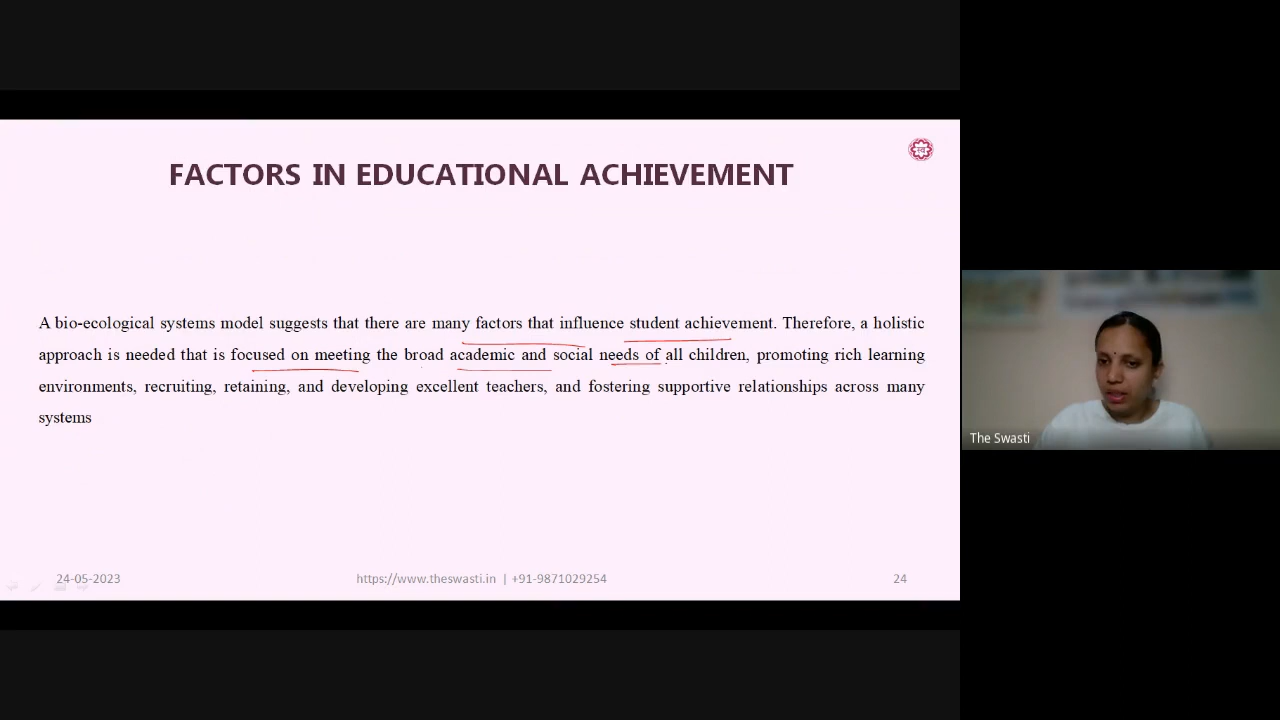 FACTORS IN EDUCATIONAL ACHIEVEMENT
A bio-ecological systems model suggests that there are many factors that influence student achievement. Therefore, a holistic
approach is needed that is focused on meeting the broad academic and social needs of all children, promoting rich learning
environments, recruiting, retaining, and developing excellent teachers, and fostering supportive relationships across many
systems
The Swasti
24-05-2023
https://www.theswasti.in | +91-9871029254
24